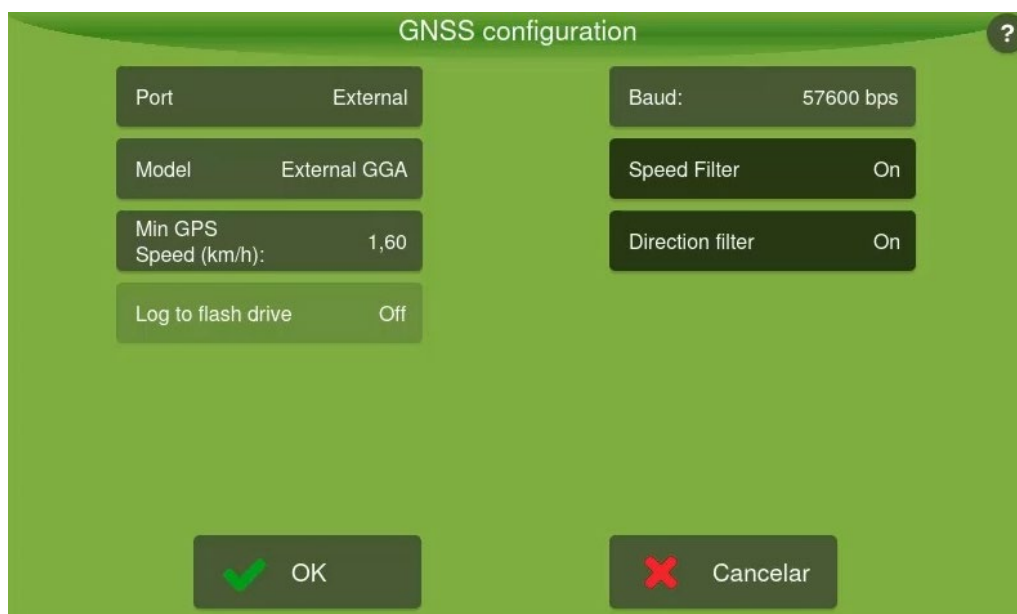 GNSS configuration
?
Port External
Baud: 57600 bps
Model External GGA
Speed Filter On
Min GPS
Speed (km/h): 1,60
Direction filter On
Log to flash drive Off
OK
Cancelar